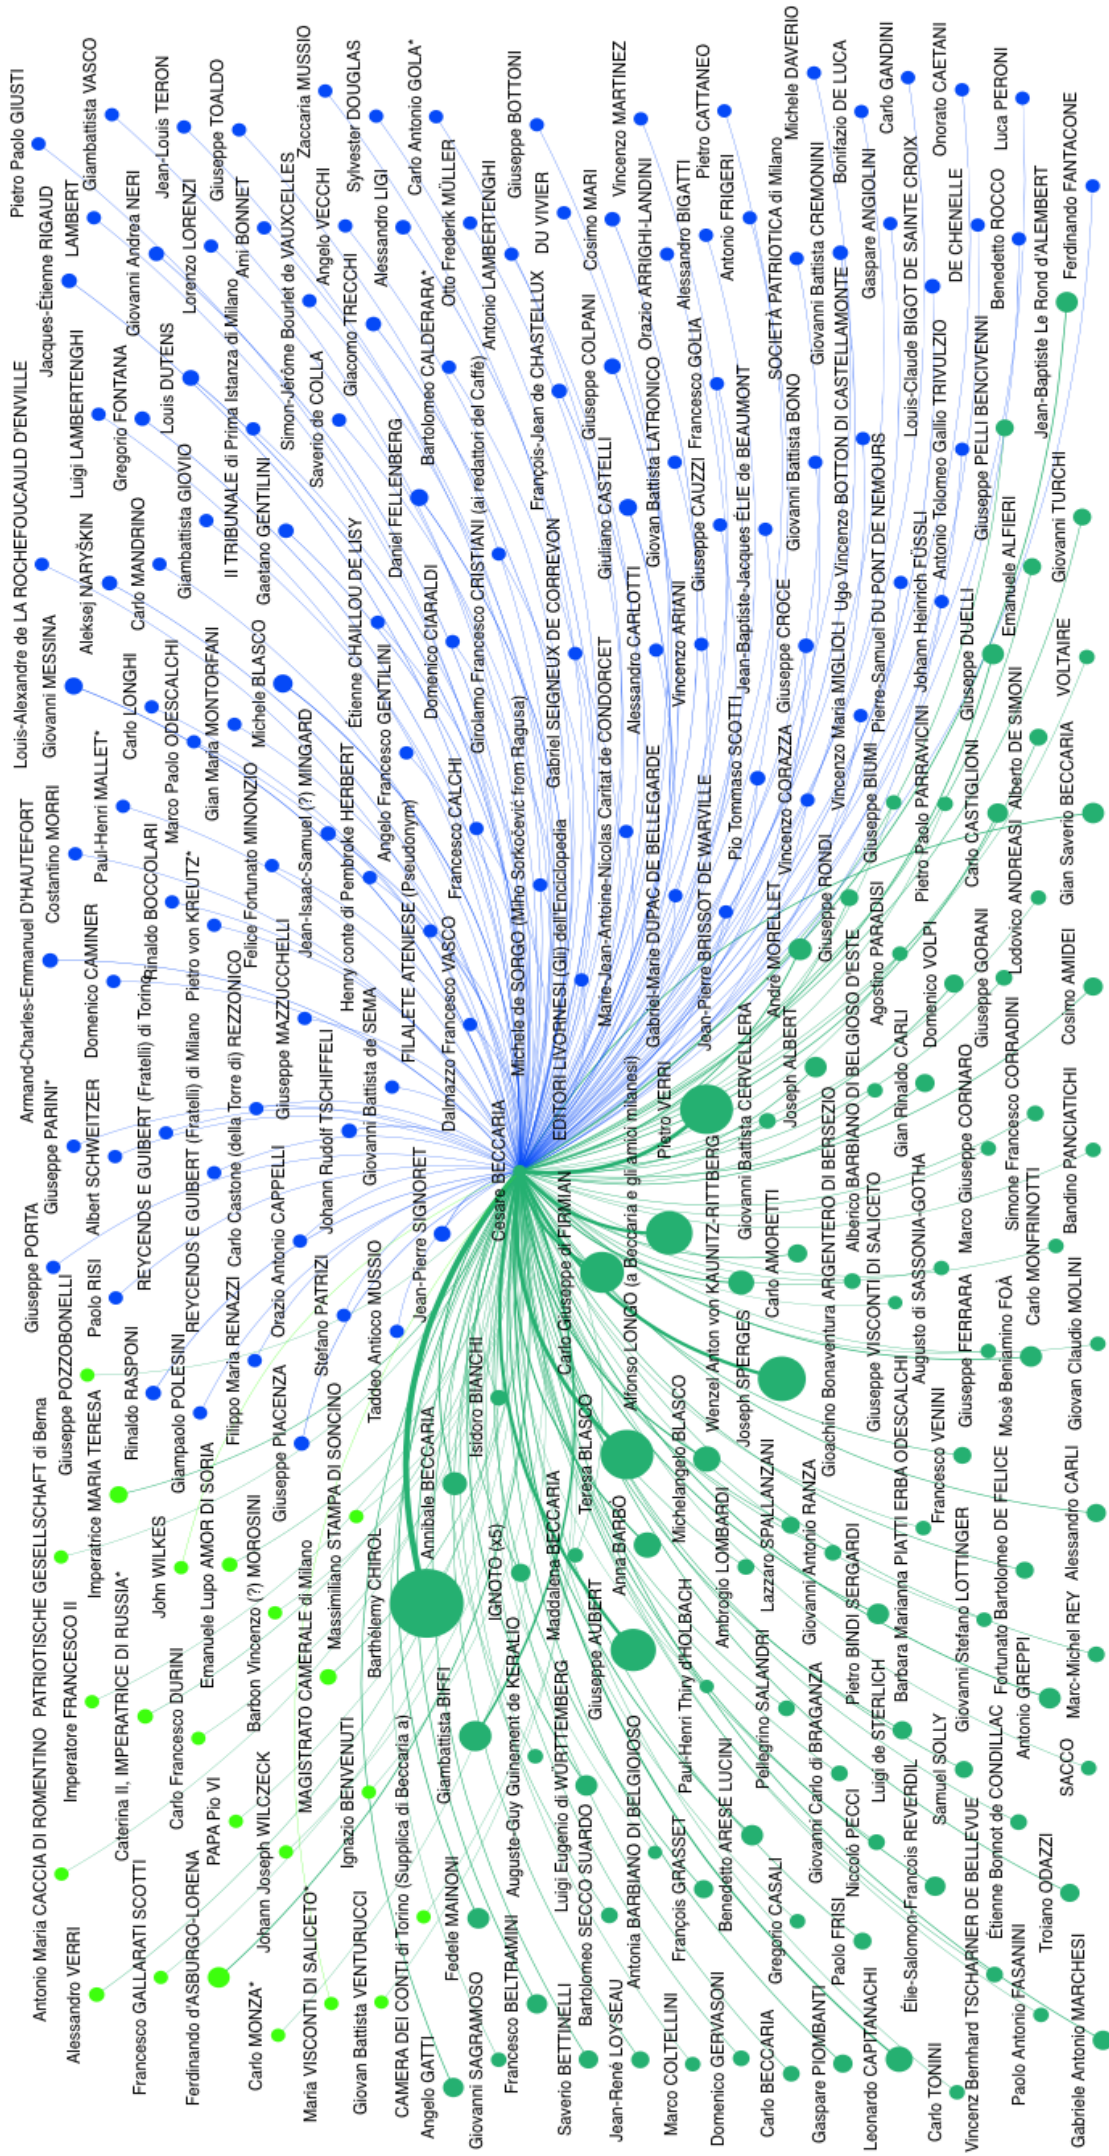 Pietro Paolo GIUSTI
Giambattista VASCO
Jean-Louis TERON
Giuseppe TOALDO
Zaccaria MUSSIO
Sylvester DOUGLAS
Carlo Antonio GOLA*
Giuseppe BOTTONI
Vincenzo MARTINEZ
Pietro CATTANEO
Michele DAVERIO
Bonifazio DE LUCA
Carlo GANDINI
Onorato CAETANI
Luca PERONI
Ferdinando FANTACONE
Jacques-Étienne RIGAUD
LAMBERT
Giovanni Andrea NERI
Lorenzo LORENZI
Ami BONNET
Simon-Jérôme Bourlet de VAUXCELLES
Angelo VECCHI
Alessandro LIGI
Otto Frederik MÜLLER
Antonio LAMBERTENGHI
DU VIVIER
Cosimo MARI
Orazio ARRIGHI-LANDINI
Alessandro BIGATTI
Antonio FRIGERI
SOCIETÀ PATRIOTICA di Milano
Giovanni Battista CREMONINI
Gaspare ANGIOLINI
Louis-Claude BIGOT DE SAINTE CROIX
DE CHENELLE
Benedetto ROCCO
Jean-Baptiste Le Rond d'ALEMBERT
Luigi LAMBERTENGHI
Gregorio FONTANA
Louis DUTENS
Il TRIBUNALE di Prima Istanza di Milano
Saverio de COLLA
Giacomo TRECCHI
Bartolomeo CALDERARA*
François-Jean de CHASTELLUX
Giuseppe COLPANI
Giovan Battista LATRONICO
Francesco GOLIA
Jean-Baptiste-Jacques ÉLIE de BEAUMONT
Giovanni Battista BONO
Ugo Vincenzo BOTTON DI CASTELLAMONTE
Pierre-Samuel DU PONT DE NEMOURS
Antonio Tolomeo Gallio TRIVULZIO
Giuseppe PELLI BENCIVENNI
Louis-Alexandre de LA ROCHEFOUCAULD D'ENVILLE
Aleksej NARYŠKIN
Carlo MANDRINO
Giambattista GIOVIO
Gaetano GENTILINI
Daniel FELLENBERG
Girolamo Francesco CRISTIANI (ai redattori del Caffè)
Giuliano CASTELLI
Giuseppe CAUZZI
Giuseppe CROCE
Johann Heinrich FÜSSLI
Emanuele ALFIERI
Giovanni TURCHI
Giovanni MESSINA
Carlo LONGHI
Marco Paolo ODESCALCHI
Gian Maria MONTORFANI
Michele BLASCO
Étienne CHAILLOU DE LISY
Domenico CIARALDI
Gabriel SEIGNEUX DE CORREVON
Alessandro CARLOTTI
Vincenzo ARIANI
Pio Tommaso SCOTTI
Vincenzo CORAZZA
Vincenzo Maria MIGLIOLI
Giuseppe DUELLI
Alberto DE SIMONI
VOLTAIRE
Costantino MORRI
Paul-Henri MALLET*
Rinaldo BOCCOLARI
Pietro von KREUTZ*
Felice Fortunato MINONZIO
Jean-Isaac-Samuel (?) MINGARD
Henry conte di Pembroke HERBERT
Angelo Francesco GENTILINI
Francesco CALCHI
Michele de SORGO (Miho Sorkočević from Ragusa)
Marie-Jean-Antoine-Nicolas Caritat de CONDORCET
Gabriel-Marie DUPAC DE BELLEGARDE
Jean-Pierre BRISSOT DE WARVILLE
André MORELLET
Giuseppe RONDI
Giuseppe BIUMI
Pietro Paolo PARRAVICINI
Carlo CASTIGLIONI
Lodovico ANDREASI
Gian Saverio BECCARIA
Armand-Charles-Emmanuel D'HAUTEFORT
Domenico CAMINER
REYCENDS E GUIBERT (Fratelli) di Torino
Carlo Castone (della Torre di) REZZONICO
Giuseppe MAZZUCCHELLI
Giovanni Battista de SEMA
FILALETE ATENIESE (Pseudonym)
Dalmazzo Francesco VASCO
EDITORI LIVORNESI (Gli) dell'Enciclopedia
Pietro VERRI
Giovanni Battista CERVELLERA
Joseph ALBERT
Alberico BARBIANO DI BELGIOIOSO D'ESTE
Agostino PARADISI
Gian Rinaldo CARLI
Domenico VOLPI
Giuseppe GORANI
Cosimo AMIDEI
Giuseppe PARINI*
Albert SCHWEITZER
REYCENDS E GUIBERT (Fratelli) di Milano
Orazio Antonio CAPPELLI
Johann Rudolf TSCHIFFELI
Jean-Pierre SIGNORET
Cesare BECCARIA
Carlo Giuseppe di FIRMIAN
Alfonso LONGO (a Beccaria e gli amici milanesi)
Wenzel Anton von KAUNITZ-RITTBERG
Carlo AMORETTI
Gioachino Bonaventura ARGENTERO DI BERSEZIO
Giuseppe VISCONTI DI SALICETO
Augusto di SASSONIA-GOTHA
Marco Giuseppe CORNARO
Simone Francesco CORRADINI
Bandino PANCIATICHI
Giuseppe PORTA
Paolo RISI
Giuseppe POZZOBONELLI
Rinaldo RASPONI
Giampaolo POLESINI
Filippo Maria RENAZZI
Giuseppe PIACENZA
Stefano PATRIZI
Taddeo Antioco MUSSIO
Isidoro BIANCHI
Teresa BLASCO
Michelangelo BLASCO
Joseph SPERGES
Barbara Marianna PIATTI ERBA ODESCALCHI
Francesco VENINI
Giuseppe FERRARA
Mosè Beniamino FOÀ
Carlo MONFRINOTTI
Giovan Claudio MOLINI
PATRIOTISCHE GESELLSCHAFT di Berna
Imperatrice MARIA TERESA
John WILKES
Emanuele Lupo AMOR DI SORIA
Barbon Vincenzo (?) MOROSINI
Massimiliano STAMPA DI SONCINO
Barthélemy CHIROL
Annibale BECCARIA
IGNOTO (x5)
Maddalena BECCARIA
Anna BARBÒ
Ambrogio LOMBARDI
Lazzaro SPALLANZANI
Giovanni Antonio RANZA
Pietro BINDI SERGARDI
Giovanni Stefano LOTTINGER
Fortunato Bartolomeo DE FELICE
Alessandro CARLI
Antonio Maria CACCIA DI ROMENTINO
Imperatore FRANCESCO II
Caterina II, IMPERATRICE DI RUSSIA*
Carlo Francesco DURINI
PAPA Pio VI
Johann Joseph WILCZECK
MAGISTRATO CAMERALE di Milano
Ignazio BENVENUTI
Giambattista BIFFI
Auguste-Guy Guinement de KERALIO
Luigi Eugenio di WÜRTTEMBERG
Giuseppe AUBERT
Paul-Henri Thiry d'HOLBACH
Pellegrino SALANDRI
Giovanni Carlo di BRAGANZA
Luigi de STERLICH
Samuel SOLLY
Étienne Bonnot de CONDILLAC
Antonio GREPPI
Marc-Michel REY
SACCO
Alessandro VERRI
Francesco GALLARATI SCOTTI
Ferdinando d'ASBURGO-LORENA
Carlo MONZA*
Maria VISCONTI DI SALICETO*
Giovan Battista VENTURUCCI
CAMERA DEI CONTI di Torino (Supplica di Beccaria a)
Fedele MAINONI
Angelo GATTI
Giovanni SAGRAMOSO
Francesco BELTRAMINI
Saverio BETTINELLI
Bartolomeo SECCO SUARDO
Jean-René LOYSEAU
Antonia BARBIANO DI BELGIOIOSO
Marco COLTELLINI
François GRASSET
Domenico GERVASONI
Benedetto ARESE LUCINI
Carlo BECCARIA
Gregorio CASALI
Gaspare PIOMBANTI
Paolo FRISI
Niccolò PECCI
Leonardo CAPITANACHI
Élie-Salomon-François REVERDIL
Carlo TONINI
Vincenz Bernhard TSCHARNER DE BELLEVUE
Paolo Antonio FASANINI
Troiano ODAZZI
Gabriele Antonio MARCHESI